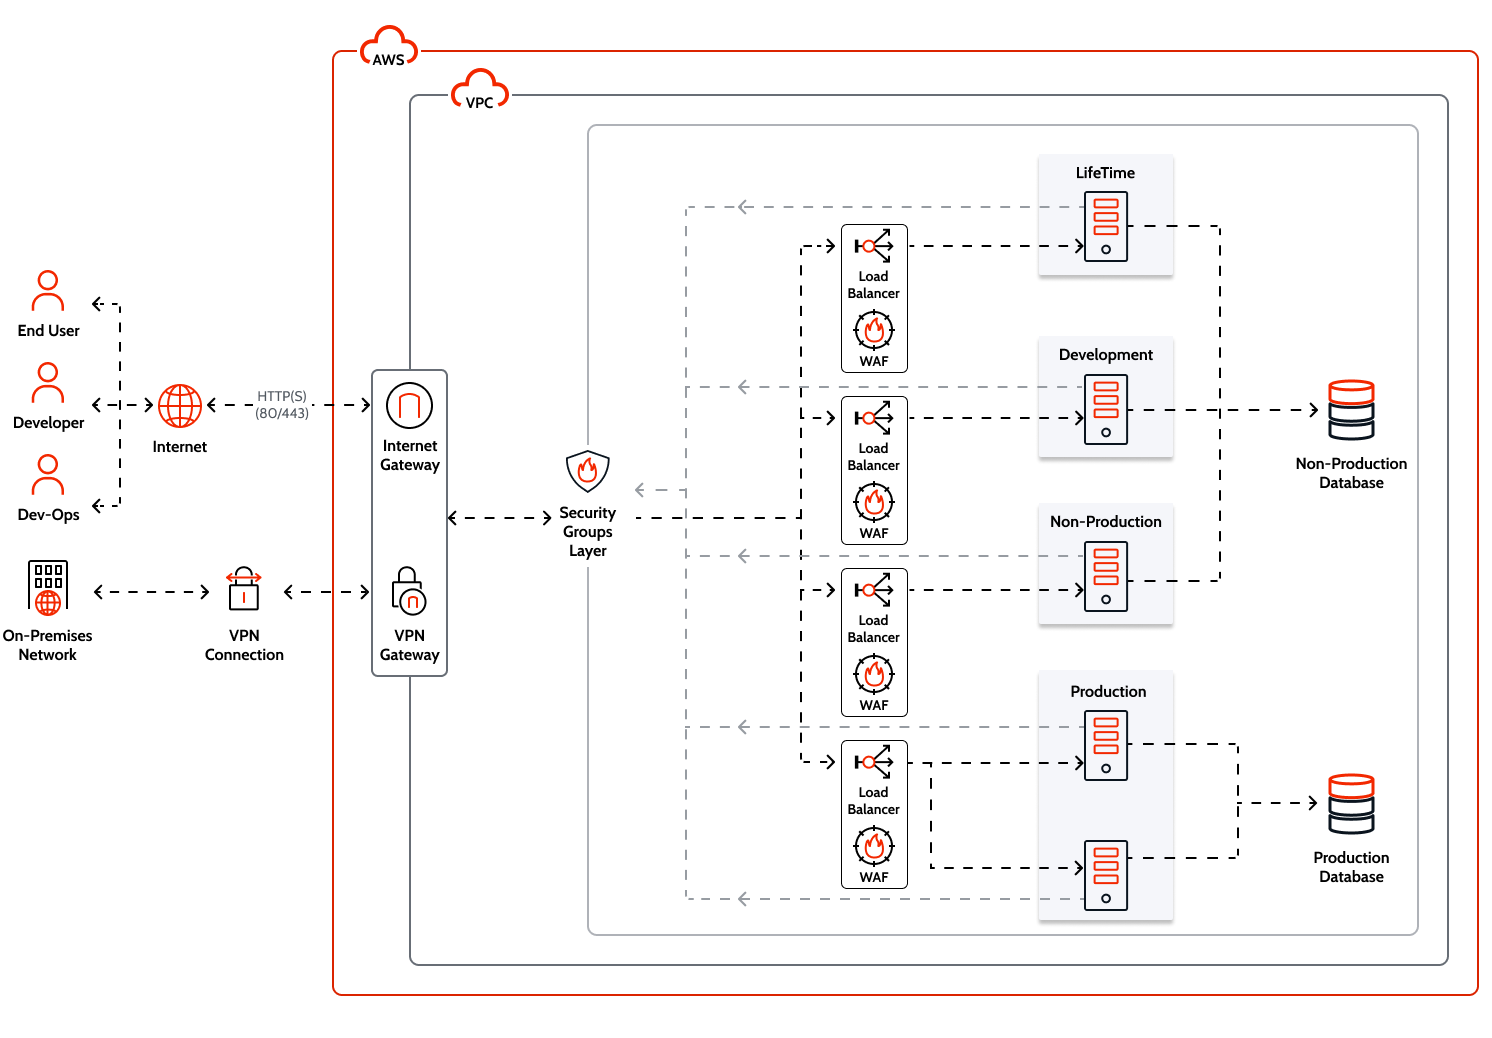 AWS
VPC
LifeTime
Load
Balancer
WAF
End User
Development
HTTP(S)
(80/443)
Developer
Internet
Internet
Gateway
Load
Balancer
WAF
Non-Production
Database
Dev-Ops
Security
Groups
Layer
Non-Production
On-Premises
Network
VPN
Connection
VPN
Gateway
Load
Balancer
WAF
Production
Load
Balancer
WAF
Production
Database